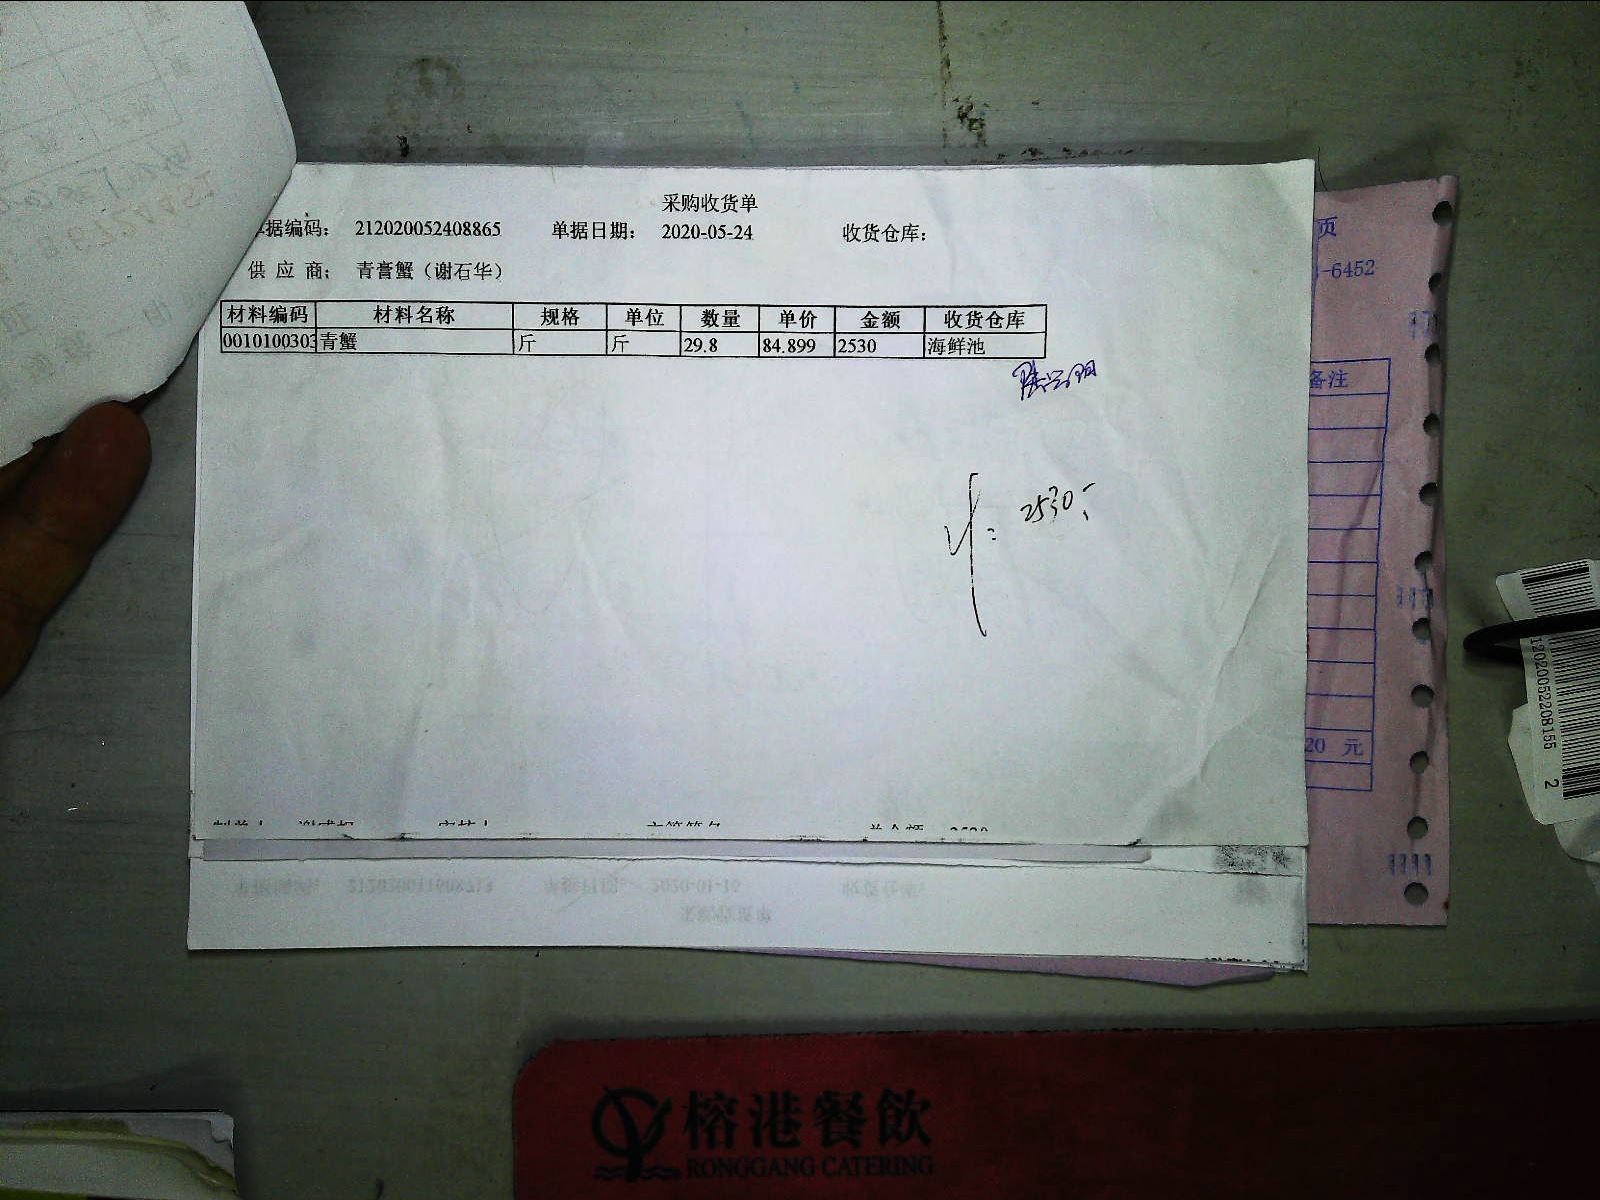 采购收货单
据编码： 212020052408865 单据日期： 2020-05-24 收货仓库：
供 应 商： 青膏蟹（谢石华）
材料编码 材料名称 规格 单位 数量 单价 金额 收货仓库
0010100303 青蟹 斤 斤 29.8 84.899 2530 海鲜池
2530
页
-6452
备注
20 元
12020052208155 2
榕港餐飲
RONGGANG CATERING